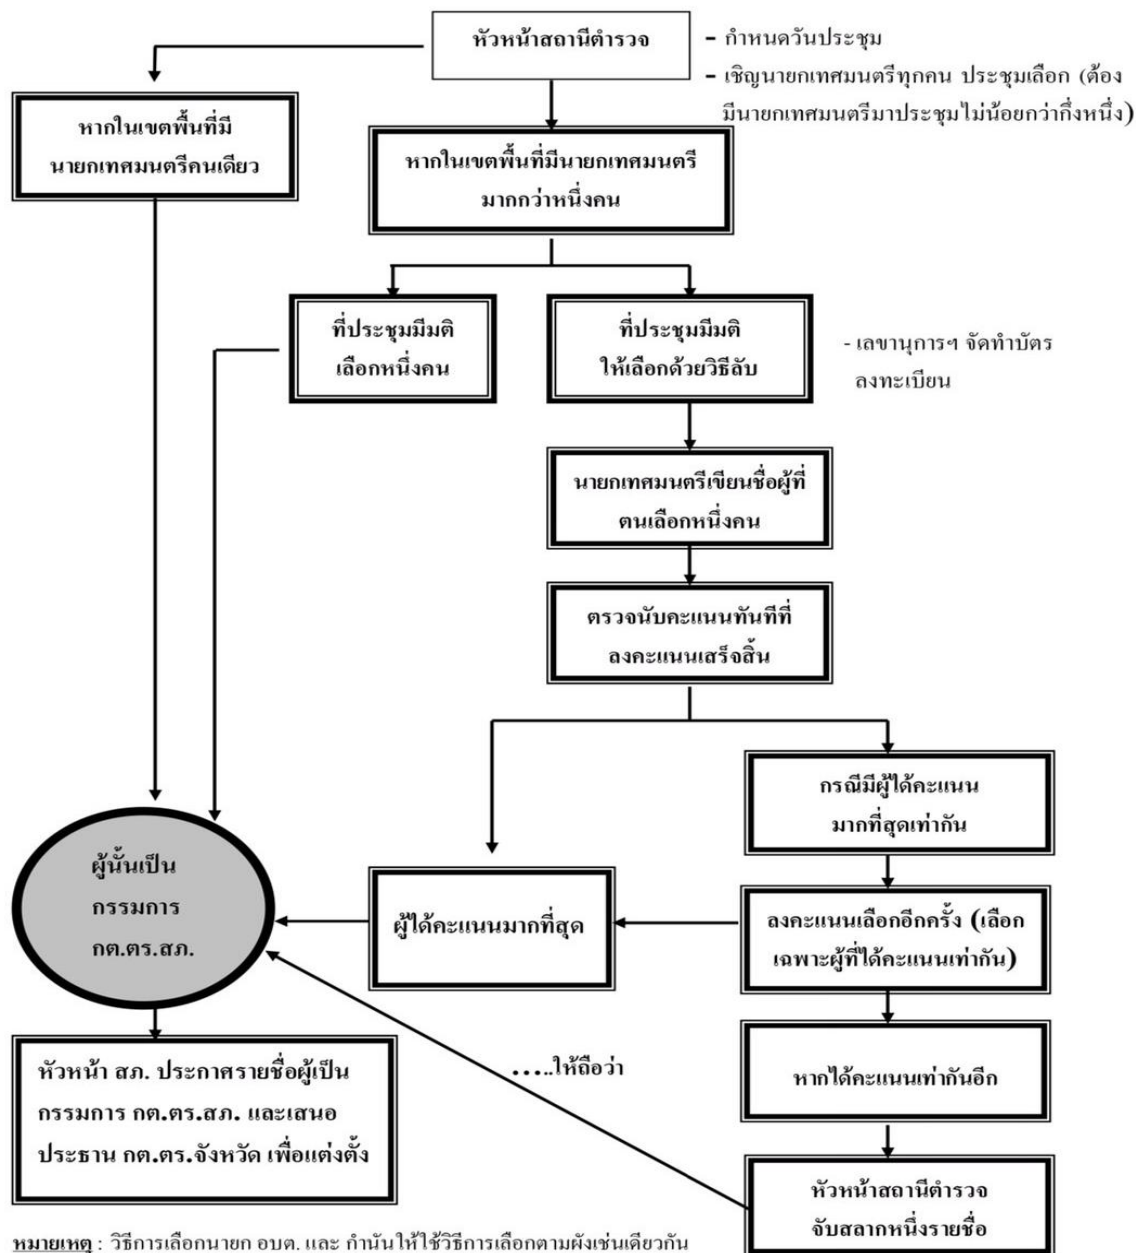 หัวหน้าสถานีตำรวจ
- กำหนดวันประชุม
- เชิญนายกเทศมนตรีทุกคน ประชุมเลือก (ต้อง
มีนายกเทศมนตรีมาประชุมไม่น้อยกว่ากึ่งหนึ่ง)
หากในเขตพื้นที่มี
นายกเทศมนตรีคนเดียว
หากในเขตพื้นที่มีนายกเทศมนตรี
มากกว่าหนึ่งคน
ที่ประชุมมีมติ
เลือกหนึ่งคน
ที่ประชุมมีมติ
ให้เลือกด้วยวิธีลับ
- เลขานุการฯ จัดทำบัตร
ลงทะเบียน
นายกเทศมนตรีเขียนชื่อผู้ที่
ตนเลือกหนึ่งคน
ตรวจนับคะแนนทันทีที่
ลงคะแนนเสร็จสิ้น
กรณีมีผู้ได้คะแนน
มากที่สุดเท่ากัน
ผู้นั้นเป็น
กรรมการ
กต.ตร.สภ.
ผู้ได้คะแนนมากที่สุด
ลงคะแนนเลือกอีกครั้ง (เลือก
เฉพาะผู้ที่ได้คะแนนเท่ากัน)
หัวหน้า สภ. ประกาศรายชื่อผู้เป็น
กรรมการ กต.ตร.สภ. และเสนอ
ประธาน กต.ตร.จังหวัด เพื่อแต่งตั้ง
.....ให้ถือว่า
หากได้คะแนนเท่ากันอีก
หัวหน้าสถานีตำรวจ
จับสลากหนึ่งรายชื่อ
หมายเหตุ : วิธีการเลือกนายก อบต. และ กำนันให้ใช้วิธีการเลือกตามผังเช่นเดียวกัน